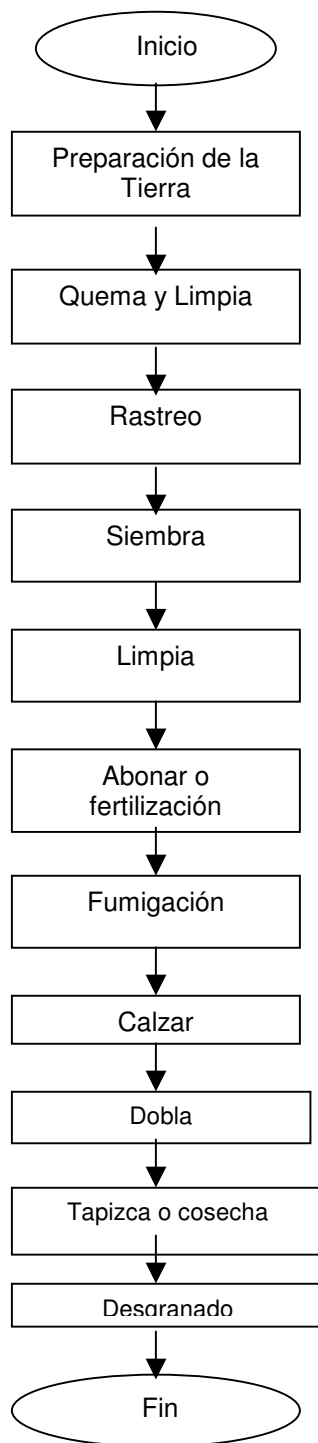 Inicio
Preparación de la
Tierra
Quema y Limpia
Rastreo
Siembra
Limpia
Abonar o
fertilización
Fumigación
Calzar
Dobla
Tapizca o cosecha
Desgranado
Fin